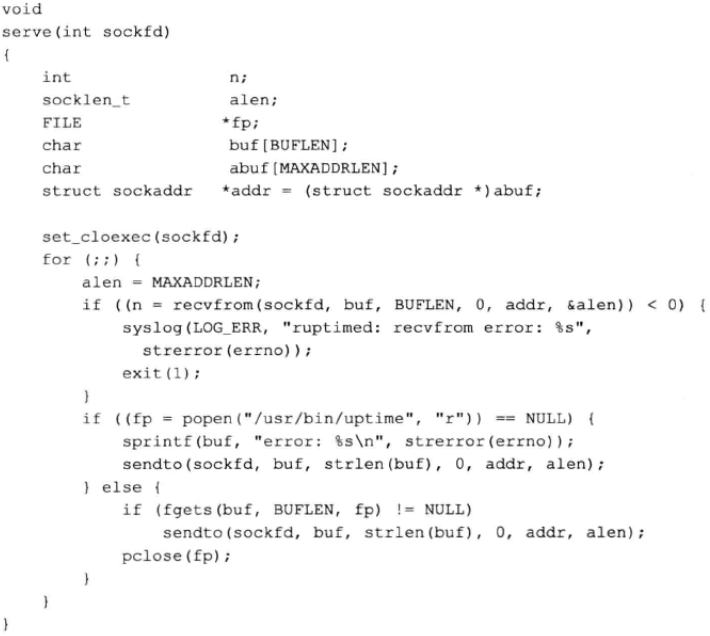 void
serve(int sockfd)
{
    int                n;
    socklen_t          alen;
    FILE              *fp;
    char               buf[BUFLEN];
    char               abuf[MAXADDRLEN];
    struct sockaddr   *addr = (struct sockaddr *)abuf;

    set_cloexec(sockfd);
    for (;;) {
        alen = MAXADDRLEN;
        if ((n = recvfrom(sockfd, buf, BUFLEN, 0, addr, &alen)) < 0) {
            syslog(LOG_ERR, "ruptimed: recvfrom error: %s",
              strerror(errno));
            exit(1);
        }
        if ((fp = popen("/usr/bin/uptime", "r")) == NULL) {
            sprintf(buf, "error: %s\n", strerror(errno));
            sendto(sockfd, buf, strlen(buf), 0, addr, alen);
        } else {
            if (fgets(buf, BUFLEN, fp) != NULL)
                sendto(sockfd, buf, strlen(buf), 0, addr, alen);
            pclose(fp);
        }
    }
}